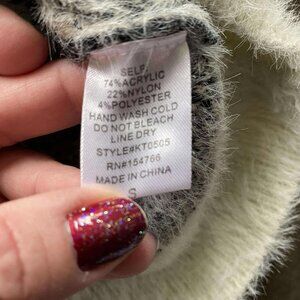 SELF
74%ACRYLIC
22%NYLON
4%POLYESTER
HAND WASH COLD
DO NOT BLEACH
LINE DRY
STYLE#KT0505
RN#154766
MADE IN CHINA
S